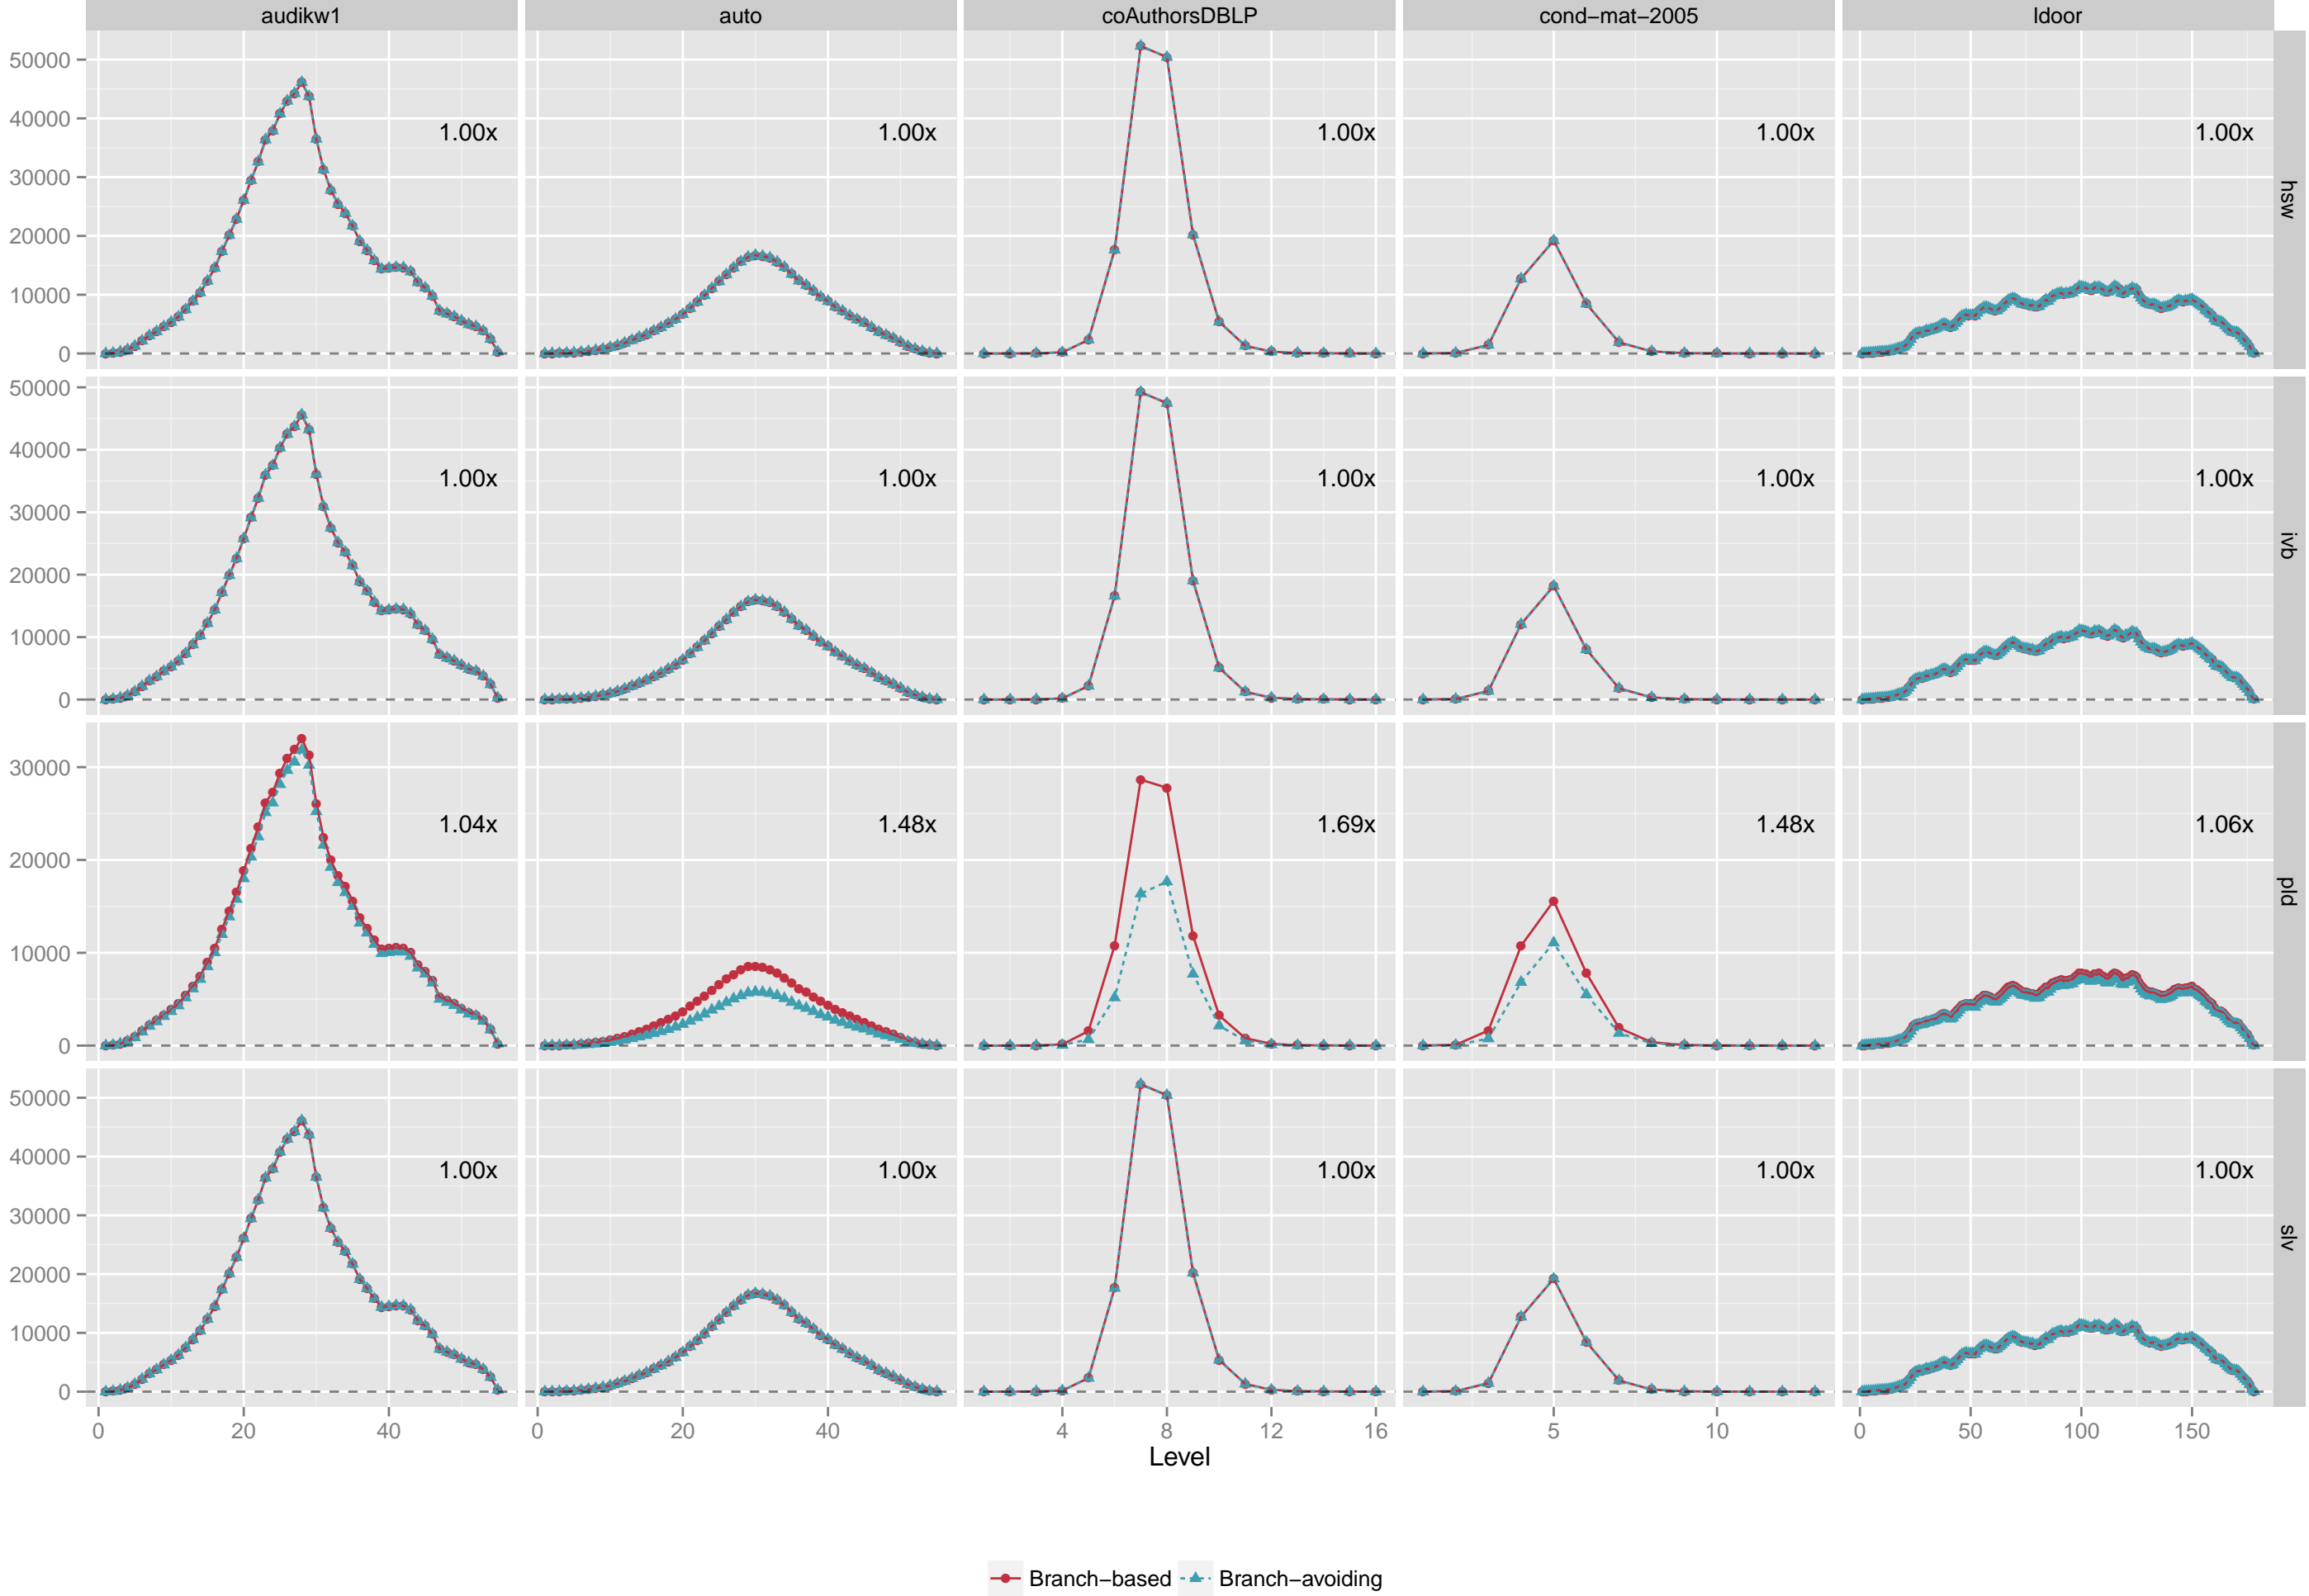 audikw1 auto coAuthorsDBLP cond−mat−2005 ldoor
50000
40000
1.00x 1.00x 1.00x 1.00x 1.00x
30000
hsw
20000
10000
0
50000
40000
1.00x 1.00x 1.00x 1.00x 1.00x
30000
ivb
20000
10000
0
30000
1.04x 1.48x 1.69x 1.48x 1.06x
20000
pld
10000
0
50000
40000
1.00x 1.00x 1.00x 1.00x 1.00x
30000
slv
20000
10000
0
0 20 40 0 20 40 4 8 12 16 5 10 0 50 100 150
Level
Branch−based Branch−avoiding